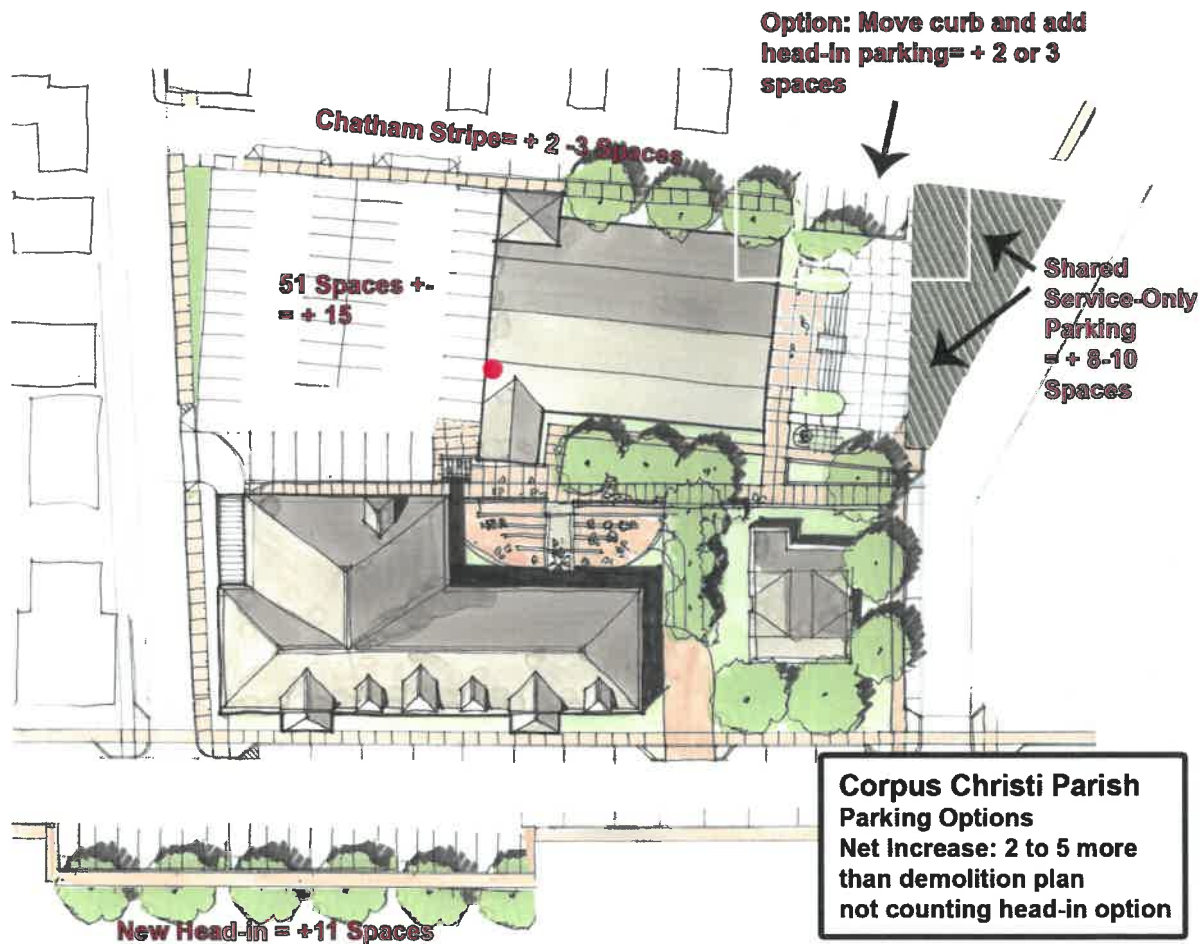 Option: Move curb and add
head-in parking= + 2 or 3
spaces
Chatham Stripe= + 2 -3 Spaces
51 Spaces +-
= + 15
Shared
Service-Only
Parking
= + 8-10
Spaces
Corpus Christi Parish
Parking Options
Net Increase: 2 to 5 more
than demolition plan
not counting head-in option
New Head-in = +11 Spaces